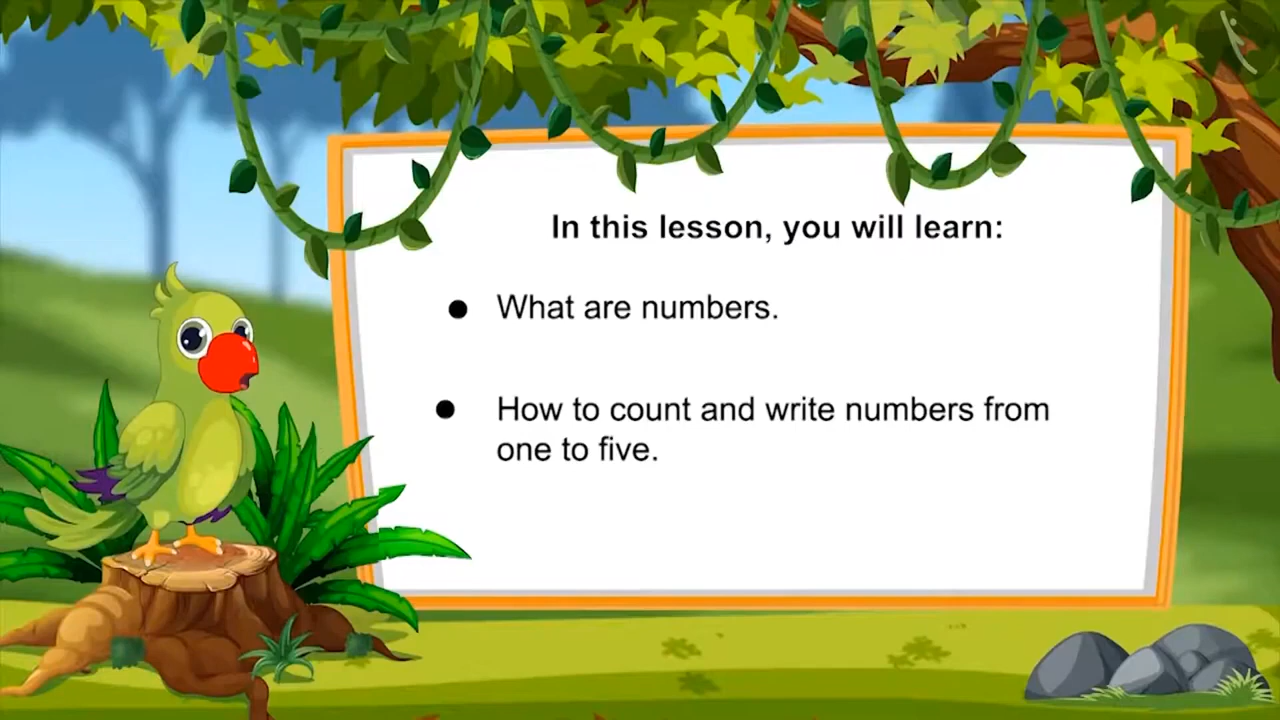 In this lesson, you will learn:
● What are numbers.
● How to count and write numbers from
one to five.